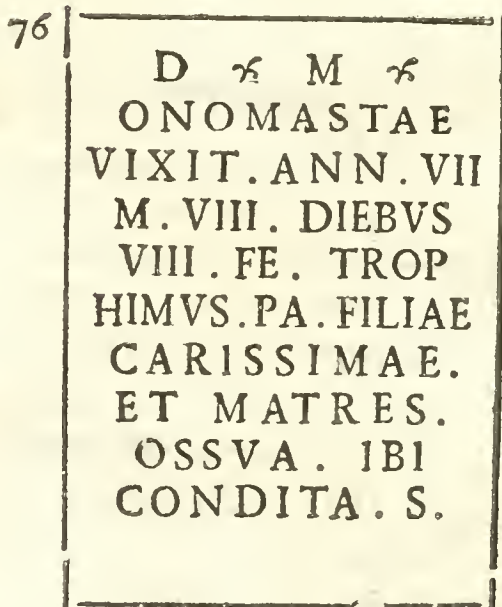 76
D M
ONOMASTAE
VIXIT . ANN . VII
M . VIII . DIEBVS
VIII . FE . TROP
HIMVS . PA . FILIAE
CARISSIMAE .
ET MATRES .
OSSVA . IBI
CONDITA . S .